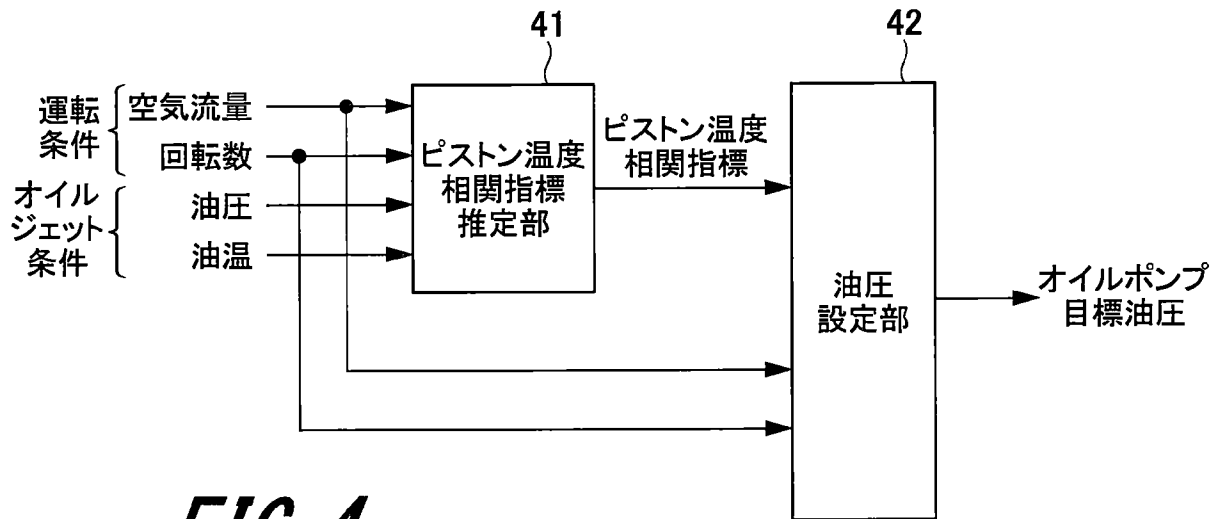 41
42
運転
条件
空気流量
回転数
オイル
ジェット
条件
油圧
油温
ピストン温度
相関指標
推定部
ピストン温度
相関指標
油圧
設定部
オイルポンプ
目標油圧